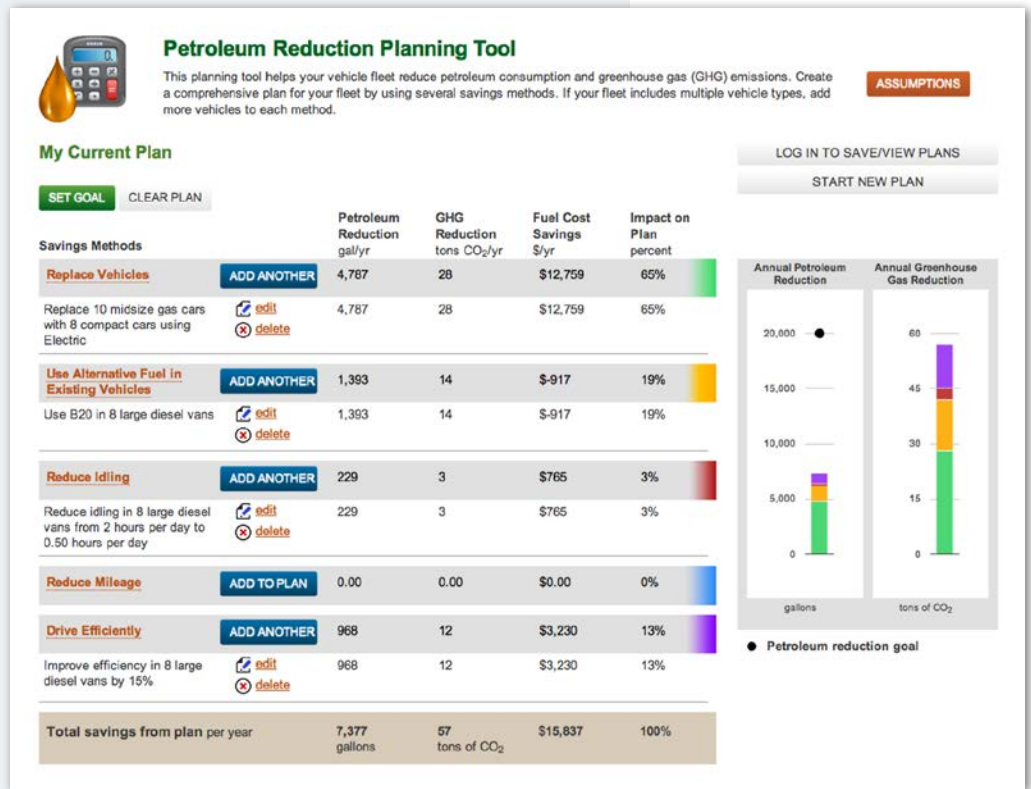 0.
Petroleum Reduction Planning Tool
This planning tool helps your vehicle fleet reduce petroleum consumption and greenhouse gas (GHG) emissions. Create
a comprehensive plan for your fleet by using several savings methods. If your fleet includes multiple vehicle types, add
more vehicles to each method.
ASSUMPTIONS
My Current Plan
LOG IN TO SAVE/VIEW PLANS
START NEW PLAN
SET GOAL CLEAR PLAN
Savings Methods
Petroleum
Reduction
gal/yr
GHG
Reduction
tons CO₂/yr
Fuel Cost
Savings
$/yr
Impact on
Plan
percent
Replace Vehicles ADD ANOTHER 4,787 28 $12,759 65%
Replace 10 midsize gas cars
with 8 compact cars using
Electric
edit 4,787 28 $12,759 65%
delete
Use Alternative Fuel in
Existing Vehicles
ADD ANOTHER 1,393 14 $-917 19%
Use B20 in 8 large diesel vans edit 1,393 14 $-917 19%
delete
Reduce Idling ADD ANOTHER 229 3 $765 3%
Reduce idling in 8 large diesel
vans from 2 hours per day to
0.50 hours per day
edit 229 3 $765 3%
delete
Reduce Mileage ADD TO PLAN 0.00 0.00 $0.00 0%
Drive Efficiently ADD ANOTHER 968 12 $3,230 13%
Improve efficiency in 8 large
diesel vans by 15%
edit 968 12 $3,230 13%
delete
Total savings from plan per year 7,377 57 $15,837 100%
gallons tons of CO₂
Annual Petroleum
Reduction
20,000
15,000
10,000
5,000
0
gallons
Annual Greenhouse
Gas Reduction
60
45
30
15
0
tons of CO₂
Petroleum reduction goal